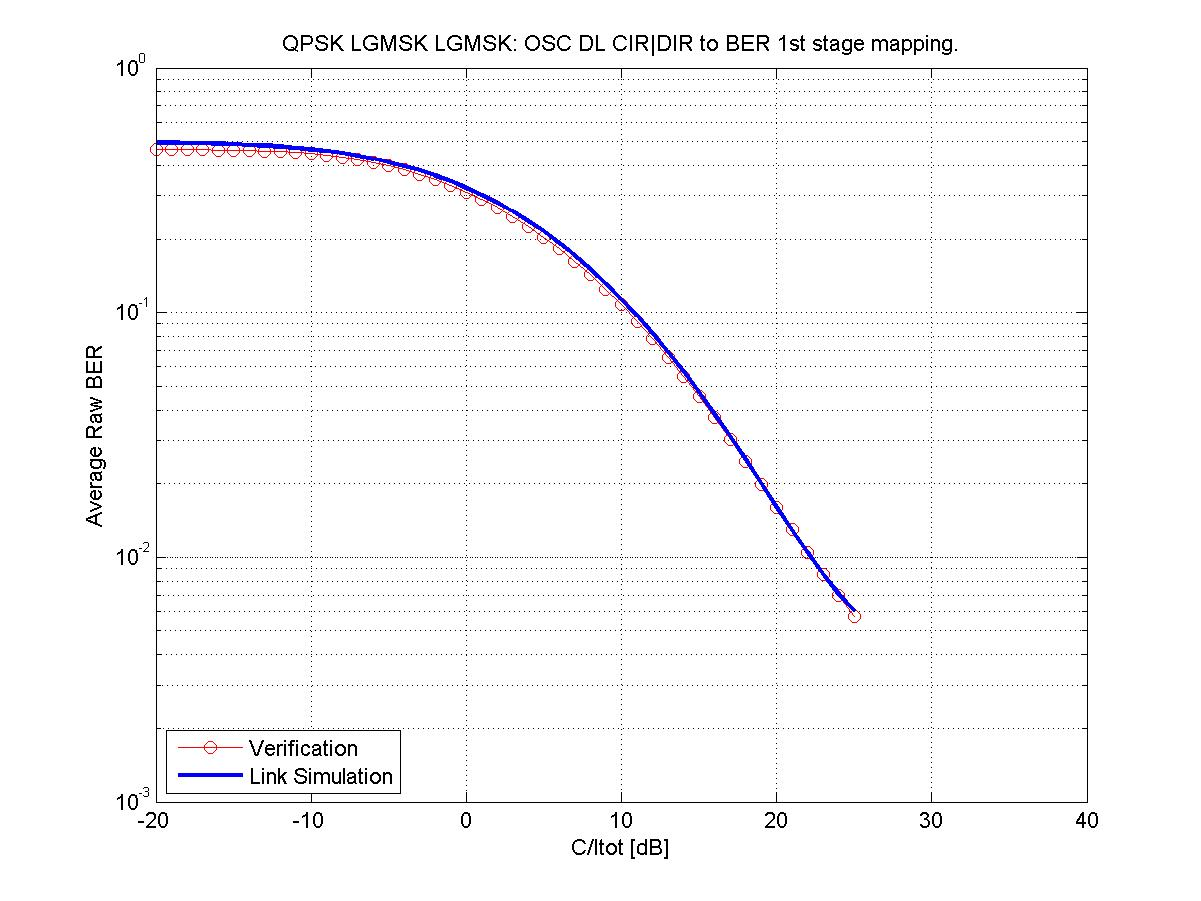 QPSK LGMSK LGMSK: OSC DL CIR|DIR to BER 1st stage mapping.
10^0
10^-1
10^-2
10^-3
Average Raw BER
Verification
Link Simulation
-20 -10 0 10 20 30 40
C/Itot [dB]